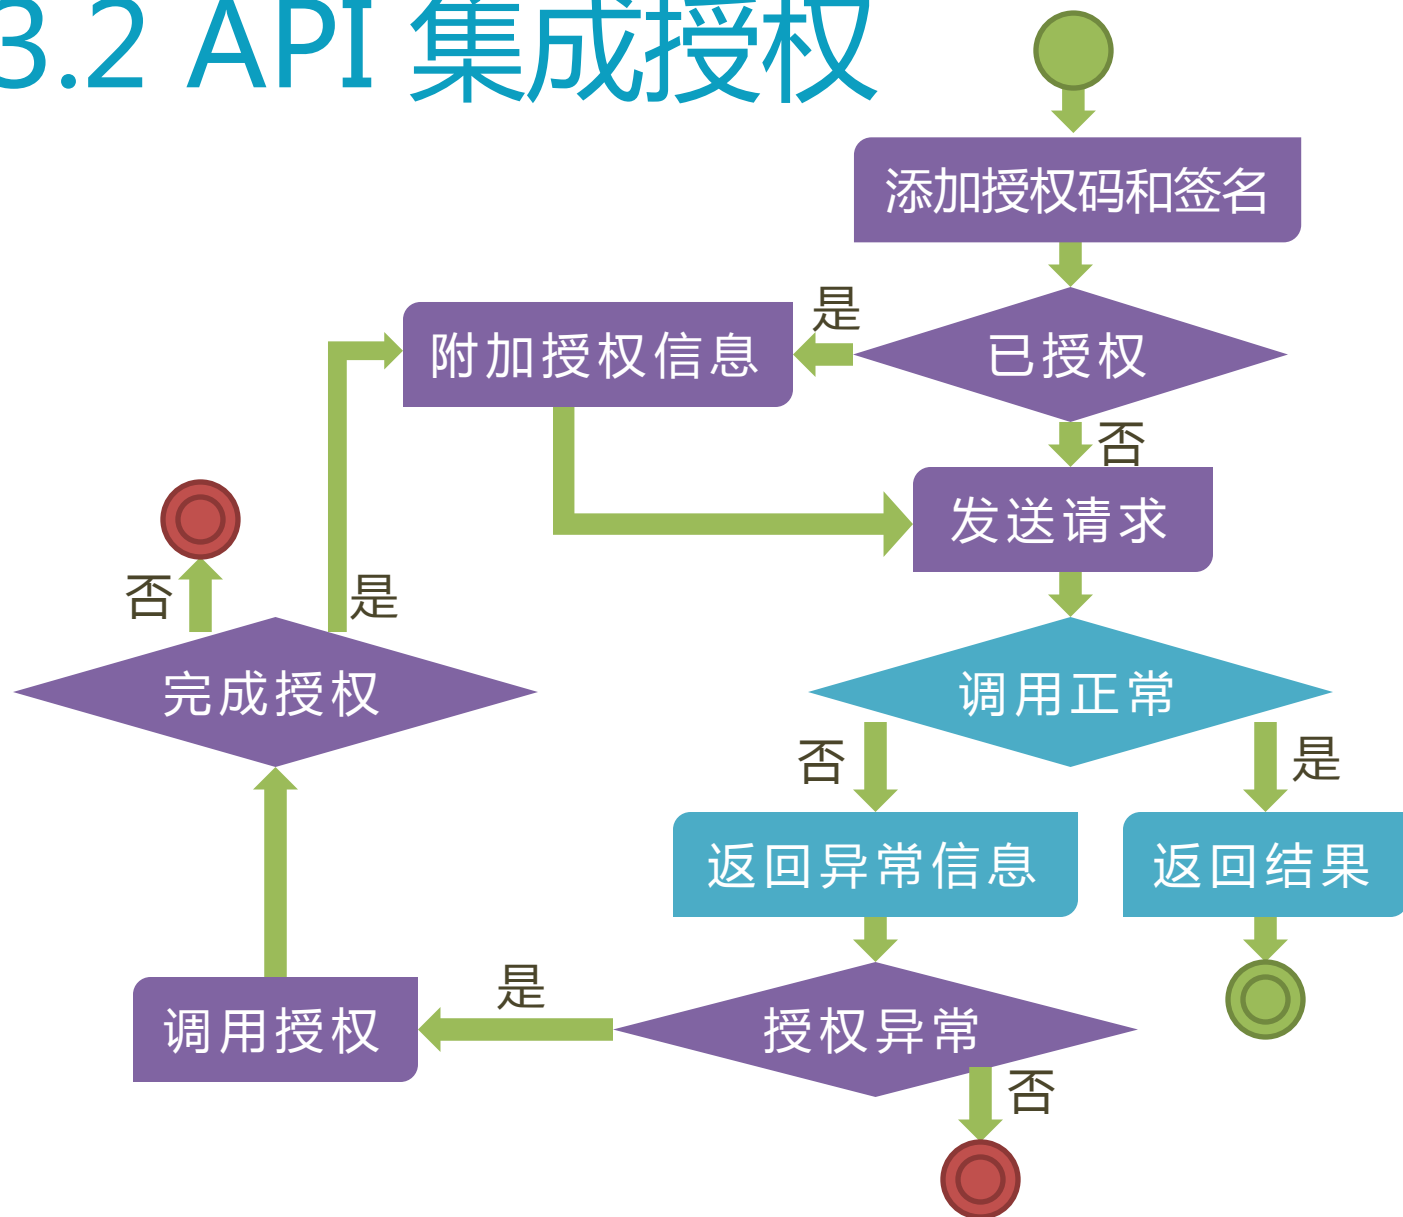 3.2 API 集成授权
添加授权码和签名
是
附加授权信息
已授权
否
发送请求
否
是
完成授权
调用正常
否
是
返回异常信息
返回结果
是
调用授权
授权异常
否